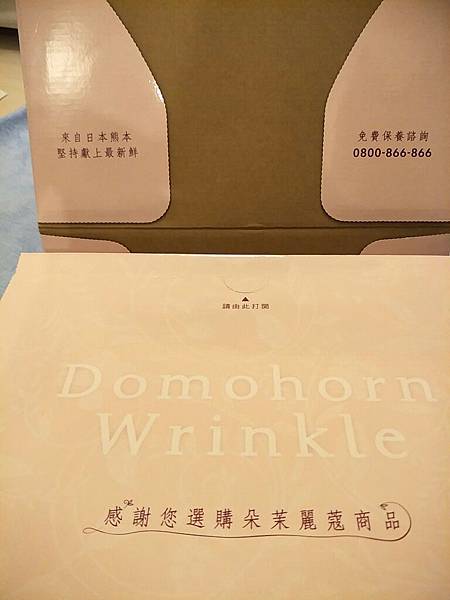 來自日本熊本
堅持獻上最新鮮
免費保養諮詢
0800-866-866
▲
請由此打開
Domohorn
Wrinkle
感謝您選購朵茉麗蔻商品